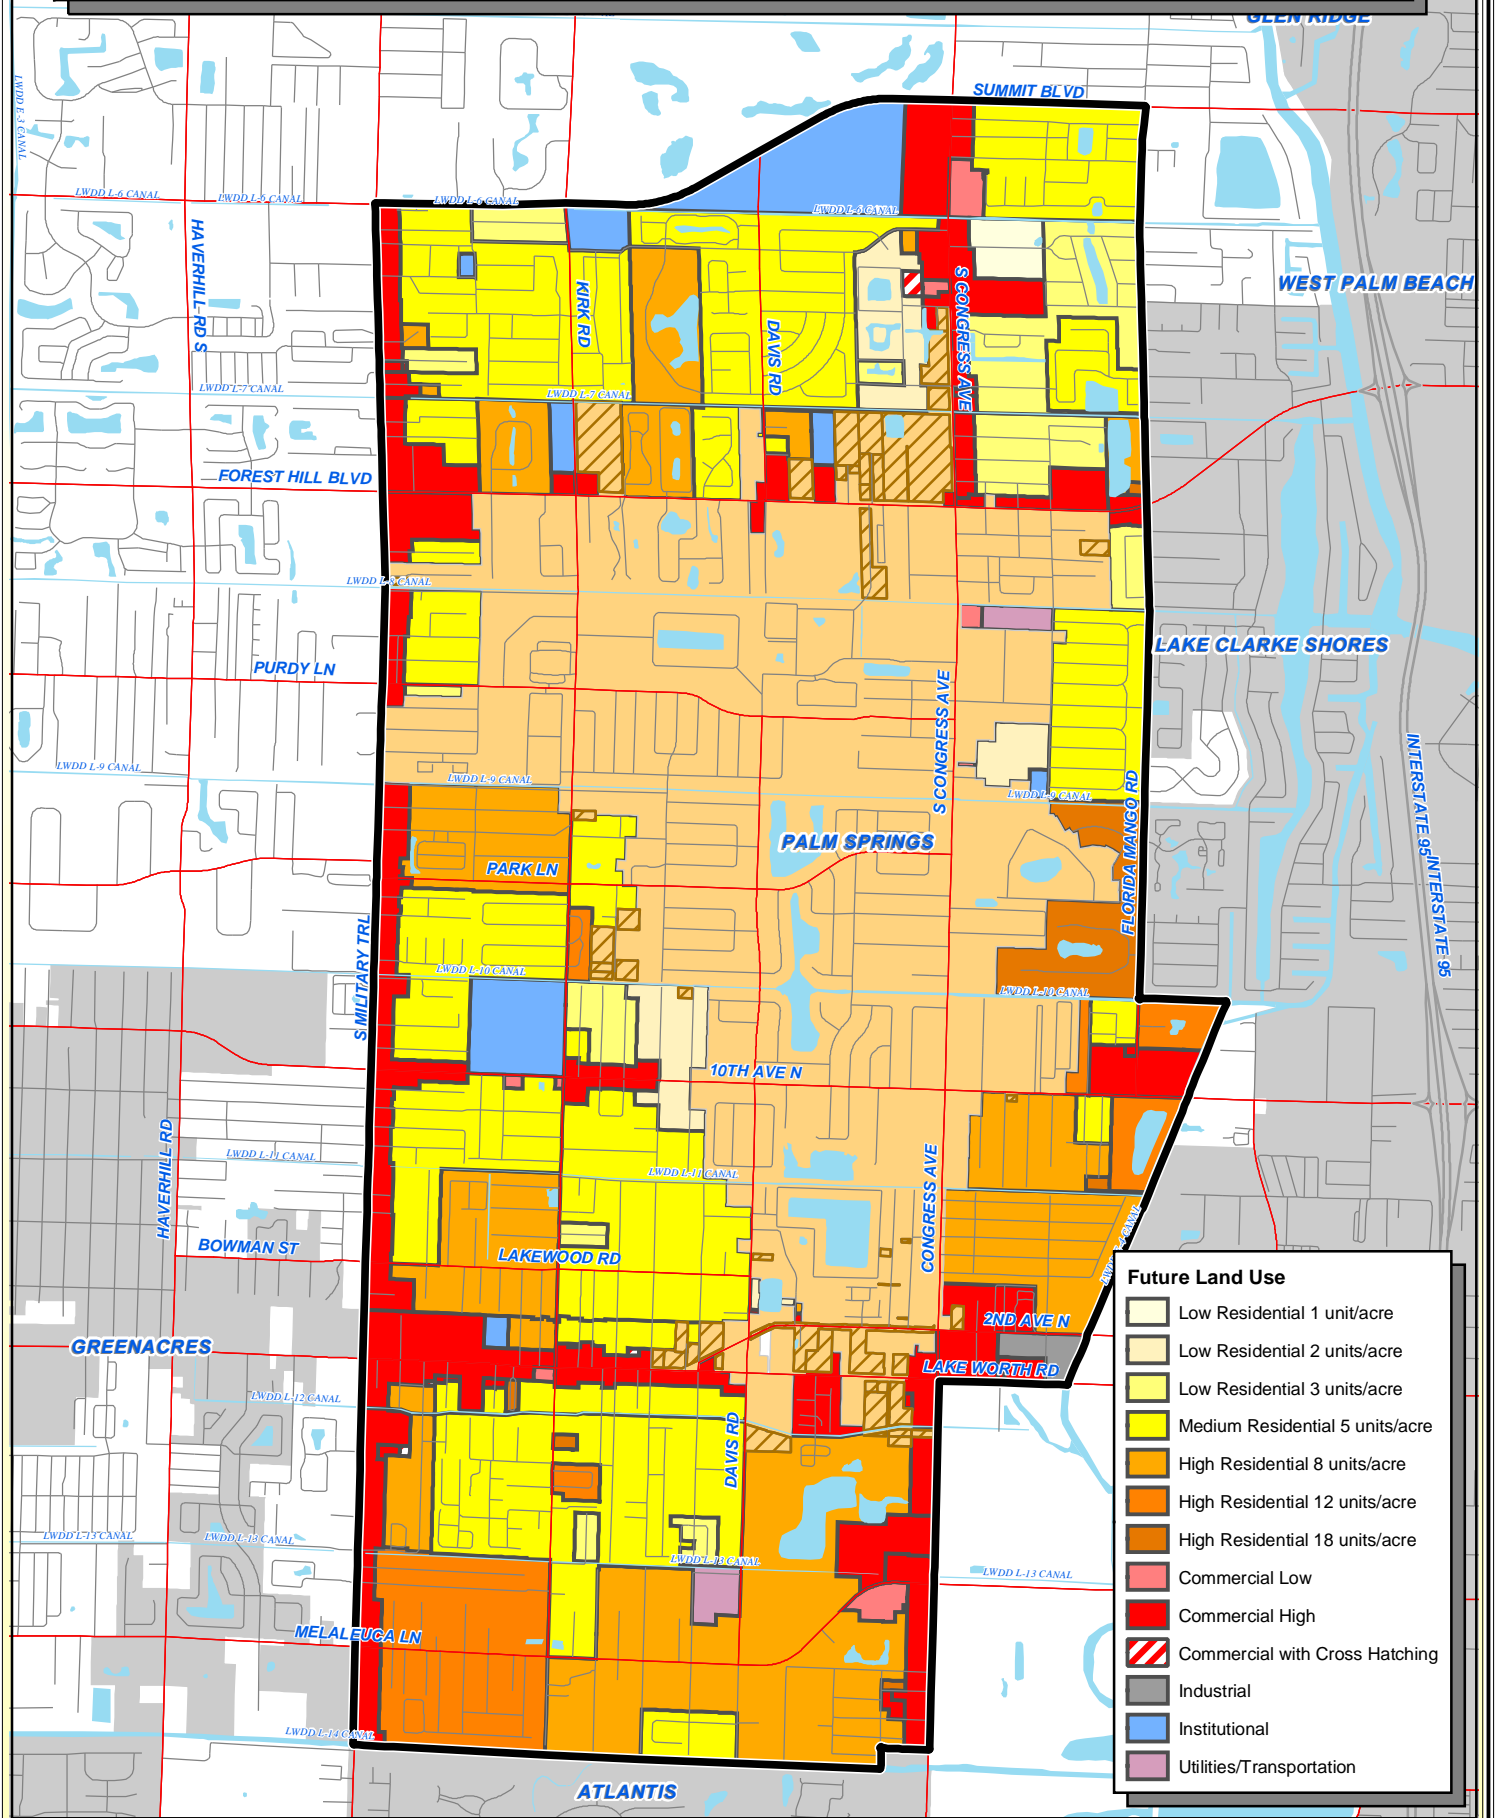 GLEN RIDGE
SUMMIT BLVD
LWDD E-3 CANAL
LWDD L-6 CANAL
LWDD L-6 CANAL
LWDD L-6 CANAL
LWDD L-6 CANAL
HAVERHILL RD S
KIRK RD
DAVIS RD
S CONGRESS AVE
WEST PALM BEACH
LWDD L-7 CANAL
LWDD L-7 CANAL
FOREST HILL BLVD
LWDD L-8 CANAL
LAKE CLARKE SHORES
PURDY LN
S CONGRESS AVE
LWDD L-9 CANAL
LWDD L-9 CANAL
LWDD L-9 CANAL
INTERSTATE 95
INTERSTATE 95
FLORIDA MANGO RD
PALM SPRINGS
PARK LN
S MILITARY TRL
LWDD L-10 CANAL
LWDD L-10 CANAL
10TH AVE N
HAVERHILL RD
LWDD L-11 CANAL
LWDD L-11 CANAL
CONGRESS AVE
BOWMAN ST
LAKEWOOD RD
2ND AVE N
GREENACRES
LAKE WORTH RD
LWDD L-12 CANAL
DAVIS RD
LWDD L-13 CANAL
LWDD L-13 CANAL
LWDD L-13 CANAL
LWDD L-13 CANAL
MELALEUCA LN
LWDD L-14 CANAL
ATLANTIS
Future Land Use
Low Residential 1 unit/acre
Low Residential 2 units/acre
Low Residential 3 units/acre
Medium Residential 5 units/acre
High Residential 8 units/acre
High Residential 12 units/acre
High Residential 18 units/acre
Commercial Low
Commercial High
Commercial with Cross Hatching
Industrial
Institutional
Utilities/Transportation